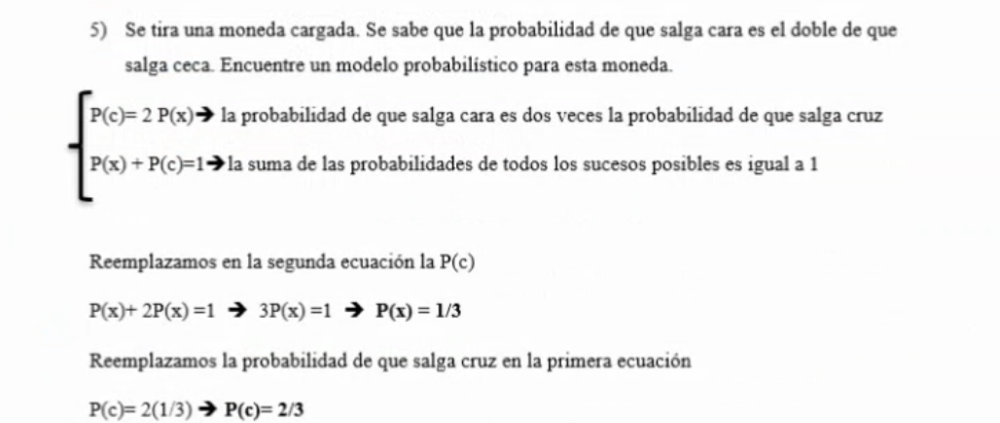 5) Se tira una moneda cargada. Se sabe que la probabilidad de que salga cara es el doble de que
salga ceca. Encuentre un modelo probabilístico para esta moneda.
P(c)= 2 P(x)➔ la probabilidad de que salga cara es dos veces la probabilidad de que salga cruz
P(x) + P(c)=1➔la suma de las probabilidades de todos los sucesos posibles es igual a 1
Reemplazamos en la segunda ecuación la P(c)
P(x)+ 2P(x) =1 ➔ 3P(x) =1 ➔ P(x) = 1/3
Reemplazamos la probabilidad de que salga cruz en la primera ecuación
P(c)= 2(1/3) ➔ P(c)= 2/3